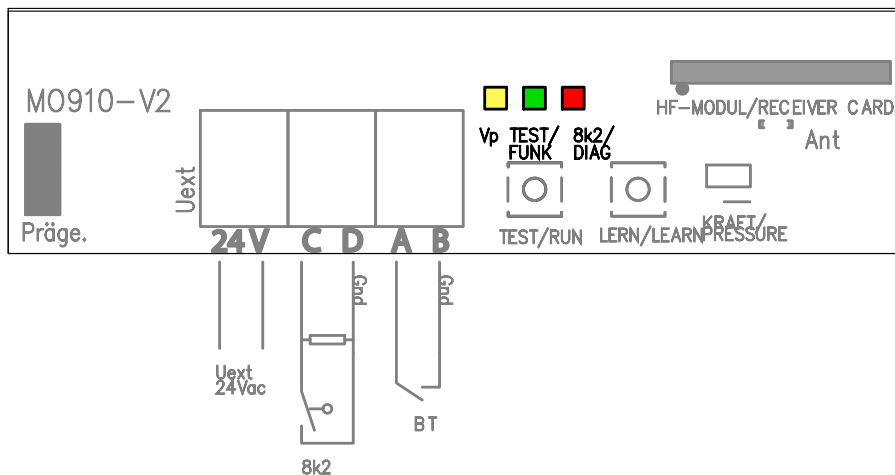 MO910-V2
Präge.
Uext
24 V C D A B
Vp TEST/ 8k2/
FUNK DIAG
TEST/RUN
LERN/LEARN
KRAFT/
PRESSURE
HF-MODUL/RECEIVER CARD
Ant
Gnd
Gnd
Uext
24Vac
8k2
BT